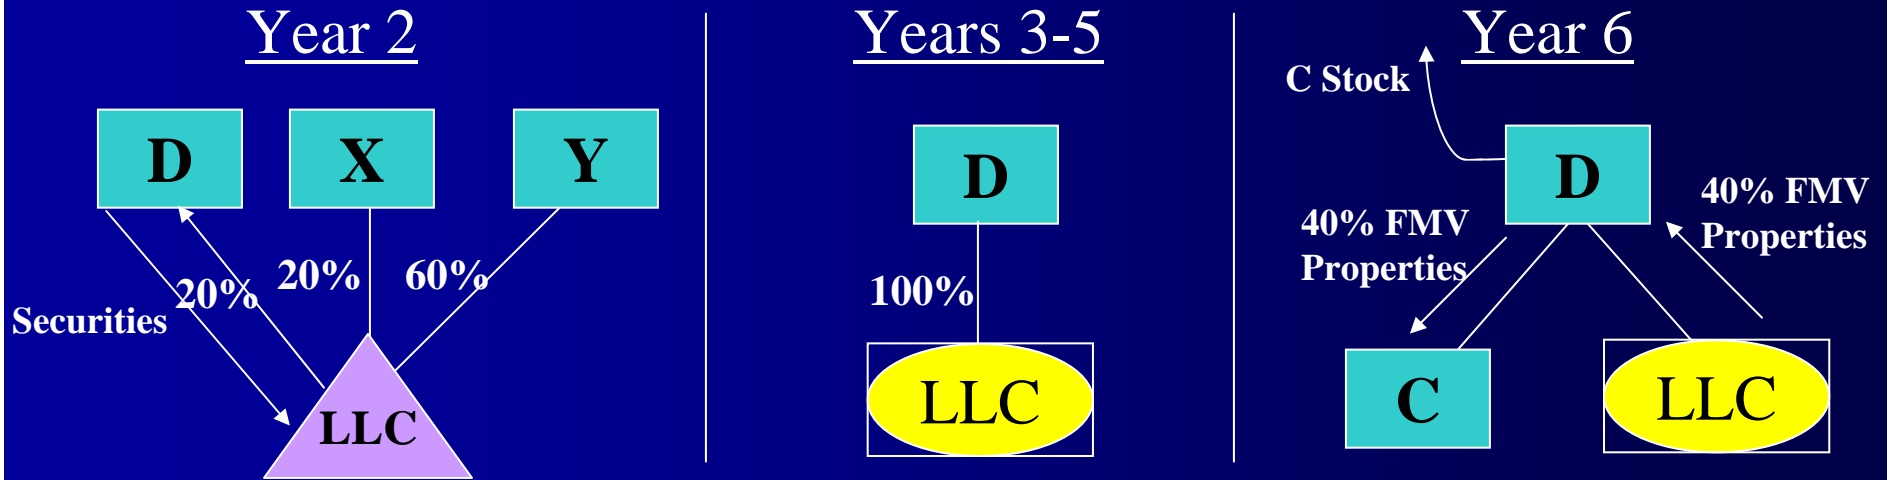 Year 2
D
X
Y
Securities
20%
20%
60%
LLC
Years 3-5
D
100%
LLC
Year 6
C Stock
D
40% FMV
Properties
40% FMV
Properties
C
LLC